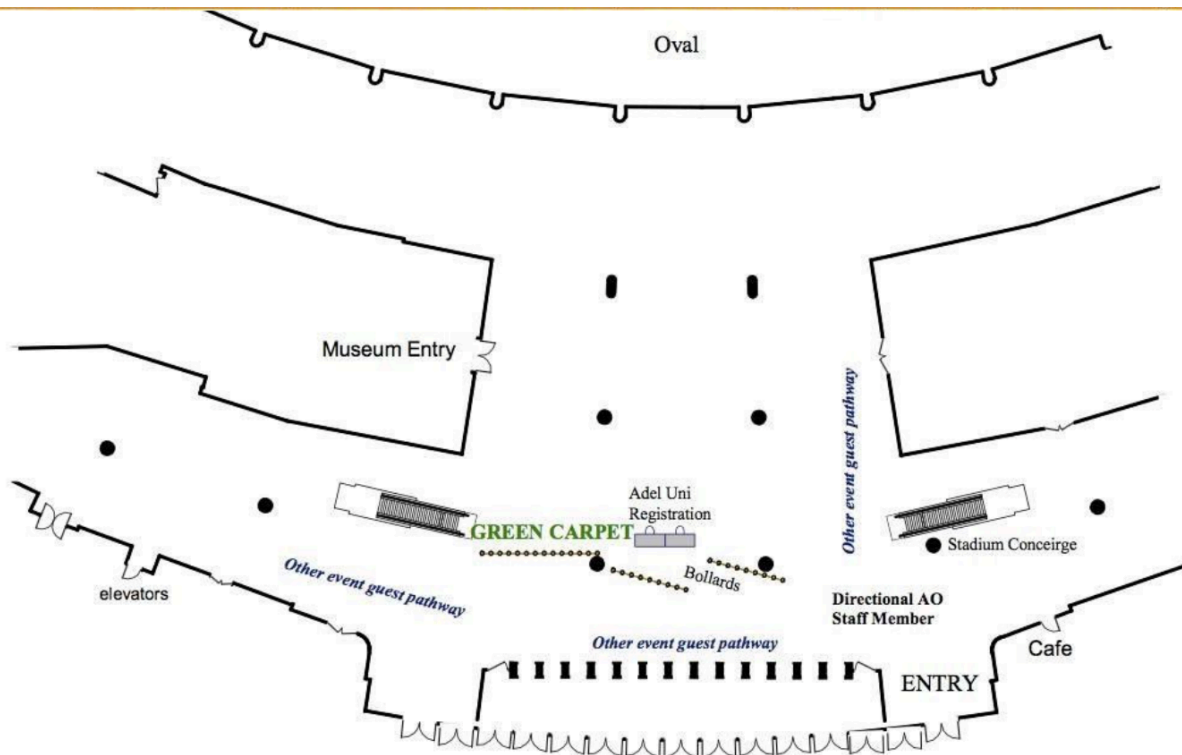 Oval
Museum Entry
Other event guest pathway
Adel Uni
Registration
GREEN CARPET
Stadium Conceirge
Bollards
Other event guest pathway
elevators
Directional AO
Staff Member
Other event guest pathway
Cafe
ENTRY